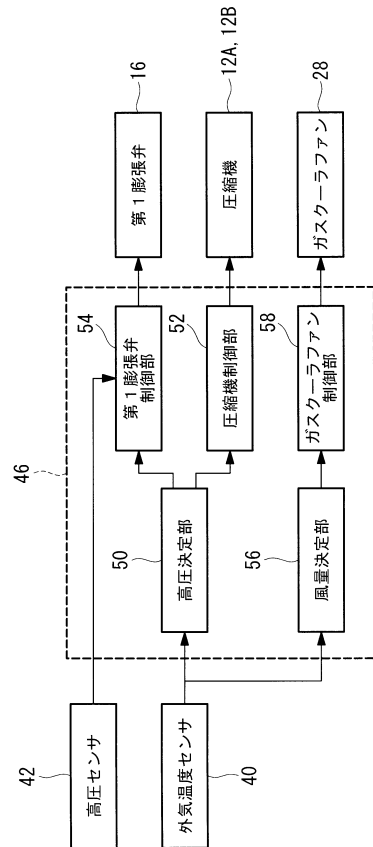 46
42
高圧センサ
40
外気温度センサ
50
高圧決定部
56
風量決定部
54
第1膨張弁
制御部
52
圧縮機制御部
58
ガスクーラファン
制御部
16
第1膨張弁
12A, 12B
圧縮機
28
ガスクーラファン